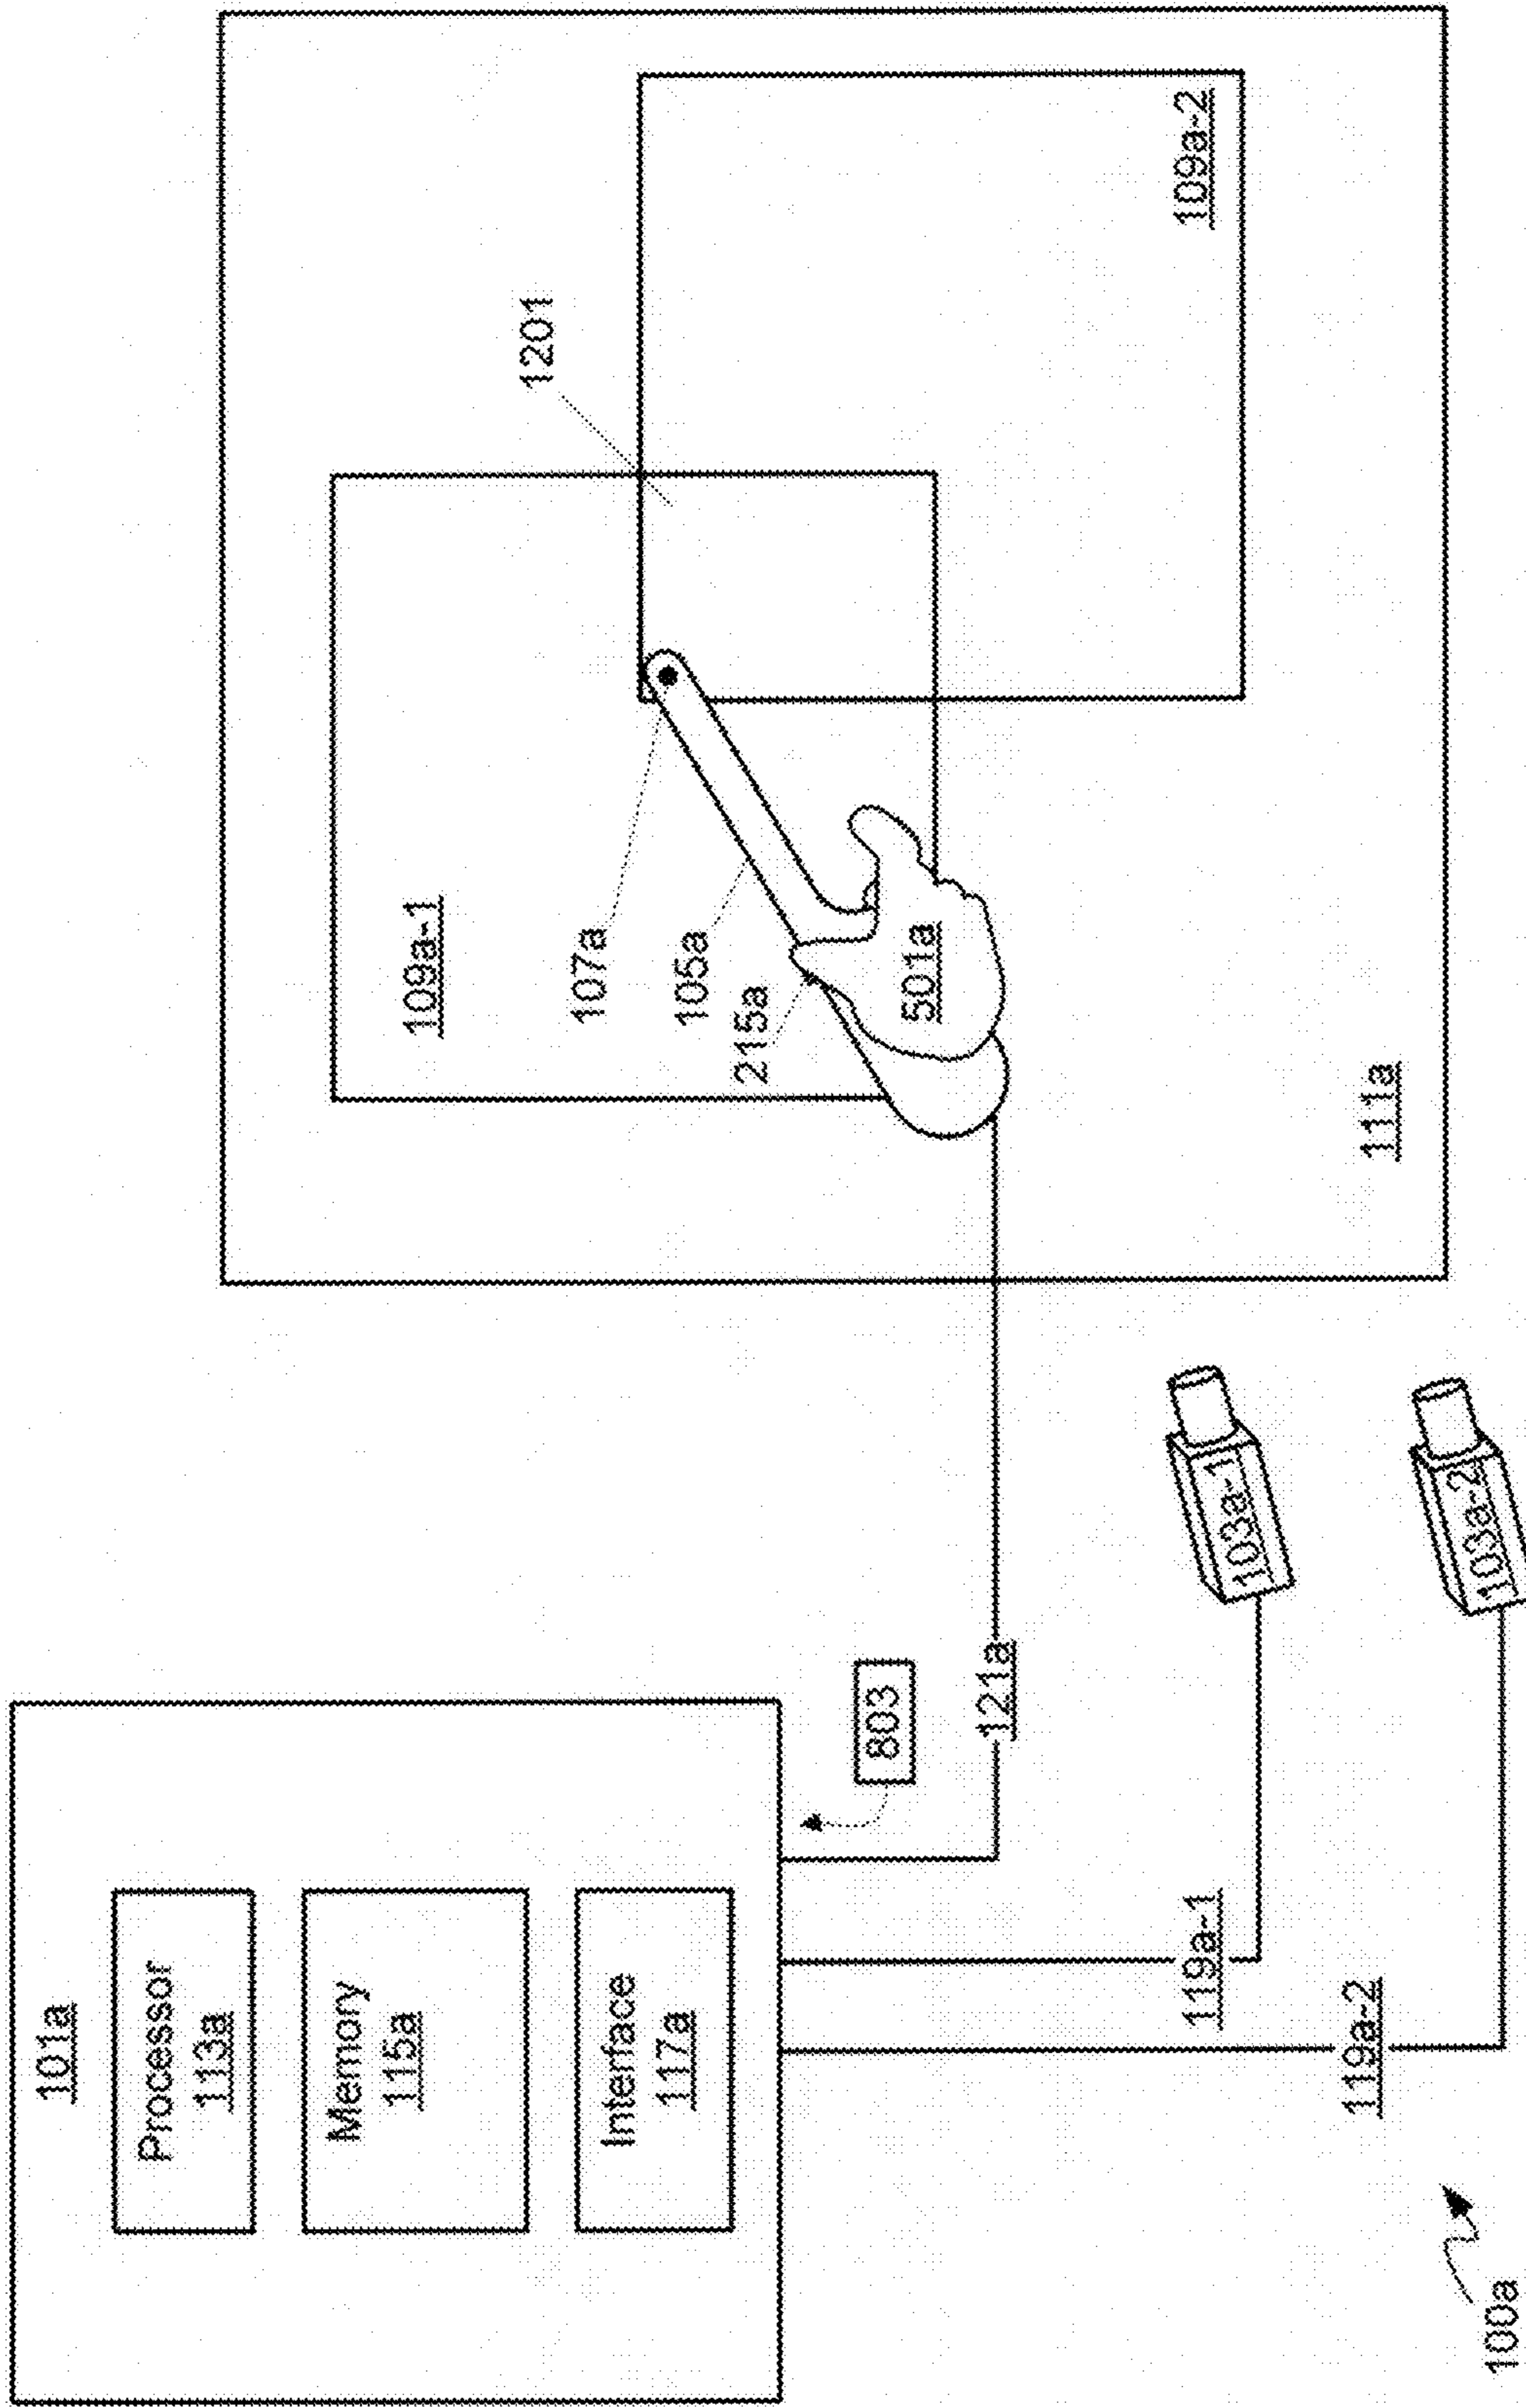 101a
Processor
113a
Memory
115a
Interface
117a
803
121a
119a-1
119a-2
103a-1
103a-2
100a
109a-1
107a
105a
215a
501a
1201
109a-2
111a